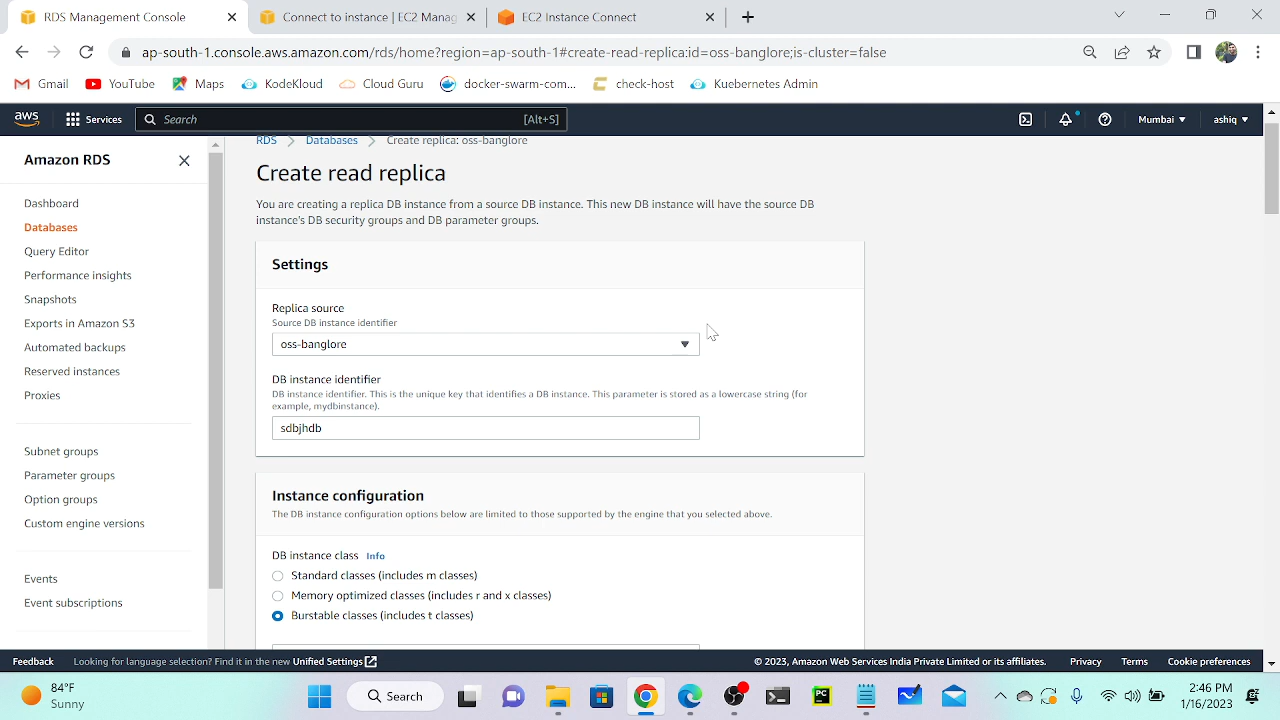 RDS Management Console
Connect to instance | EC2 Manag
EC2 Instance Connect
ap-south-1.console.aws.amazon.com/rds/home?region=ap-south-1#create-read-replica:id=oss-banglore;is-cluster=false
Gmail
YouTube
Maps
KodeKloud
Cloud Guru
docker-swarm-com...
check-host
Kuebernetes Admin
aws
Services
Search
[Alt+S]
Mumbai
ashiq
Amazon RDS
Dashboard
Databases
Query Editor
Performance insights
Snapshots
Exports in Amazon S3
Automated backups
Reserved instances
Proxies
Subnet groups
Parameter groups
Option groups
Custom engine versions
Events
Event subscriptions
RDS
Databases
Create replica: oss-banglore
Create read replica
You are creating a replica DB instance from a source DB instance. This new DB instance will have the source DB
instance's DB security groups and DB parameter groups.
Settings
Replica source
Source DB instance identifier
oss-banglore
DB instance identifier
DB instance identifier. This is the unique key that identifies a DB instance. This parameter is stored as a lowercase string (for
example, mydbinstance).
sdbjhdb
Instance configuration
The DB instance configuration options below are limited to those supported by the engine that you selected above.
DB instance class Info
Standard classes (includes m classes)
Memory optimized classes (includes r and x classes)
Burstable classes (includes t classes)
Feedback
Looking for language selection? Find it in the new Unified Settings
© 2023, Amazon Web Services India Private Limited or its affiliates.
Privacy
Terms
Cookie preferences
84°F
Sunny
Search
PC
2:46 PM
1/16/2023